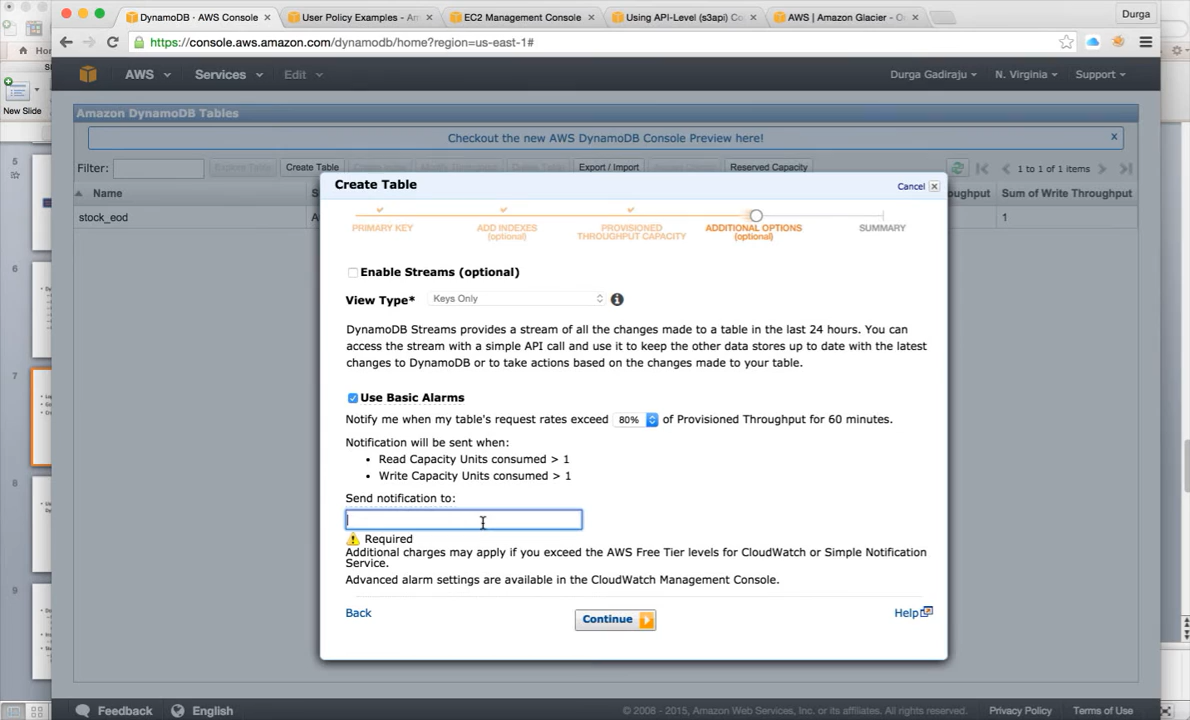 DynamoDB · AWS Console
User Policy Examples - Am
EC2 Management Console
Using API-Level (s3api) Co
AWS | Amazon Glacier - O
Durga
https://console.aws.amazon.com/dynamodb/home?region=us-east-1#
Hom
AWS
Services
Edit
Durga Gadiraju
N. Virginia
Support
New Slide
Amazon DynamoDB Tables
Checkout the new AWS DynamoDB Console Preview here!
Filter:
Create Table
Export / Import
Reserved Capacity
1 to 1 of 1 items
Name
Sum of Write Throughput
stock_eod
1
Create Table
Cancel
PRIMARY KEY
ADD INDEXES
(optional)
PROVISIONED
THROUGHPUT CAPACITY
ADDITIONAL OPTIONS
(optional)
SUMMARY
Enable Streams (optional)
View Type*
Keys Only
DynamoDB Streams provides a stream of all the changes made to a table in the last 24 hours. You can
access the stream with a simple API call and use it to keep the other data stores up to date with the latest
changes to DynamoDB or to take actions based on the changes made to your table.
Use Basic Alarms
Notify me when my table's request rates exceed 80% of Provisioned Throughput for 60 minutes.
Notification will be sent when:
• Read Capacity Units consumed > 1
• Write Capacity Units consumed > 1
Send notification to:
Required
Additional charges may apply if you exceed the AWS Free Tier levels for CloudWatch or Simple Notification
Service.
Advanced alarm settings are available in the CloudWatch Management Console.
Back
Continue
Help
5
6
7
8
9
Feedback
English
© 2008 - 2015, Amazon Web Services, Inc. or its affiliates. All rights reserved.
Privacy Policy
Terms of Use